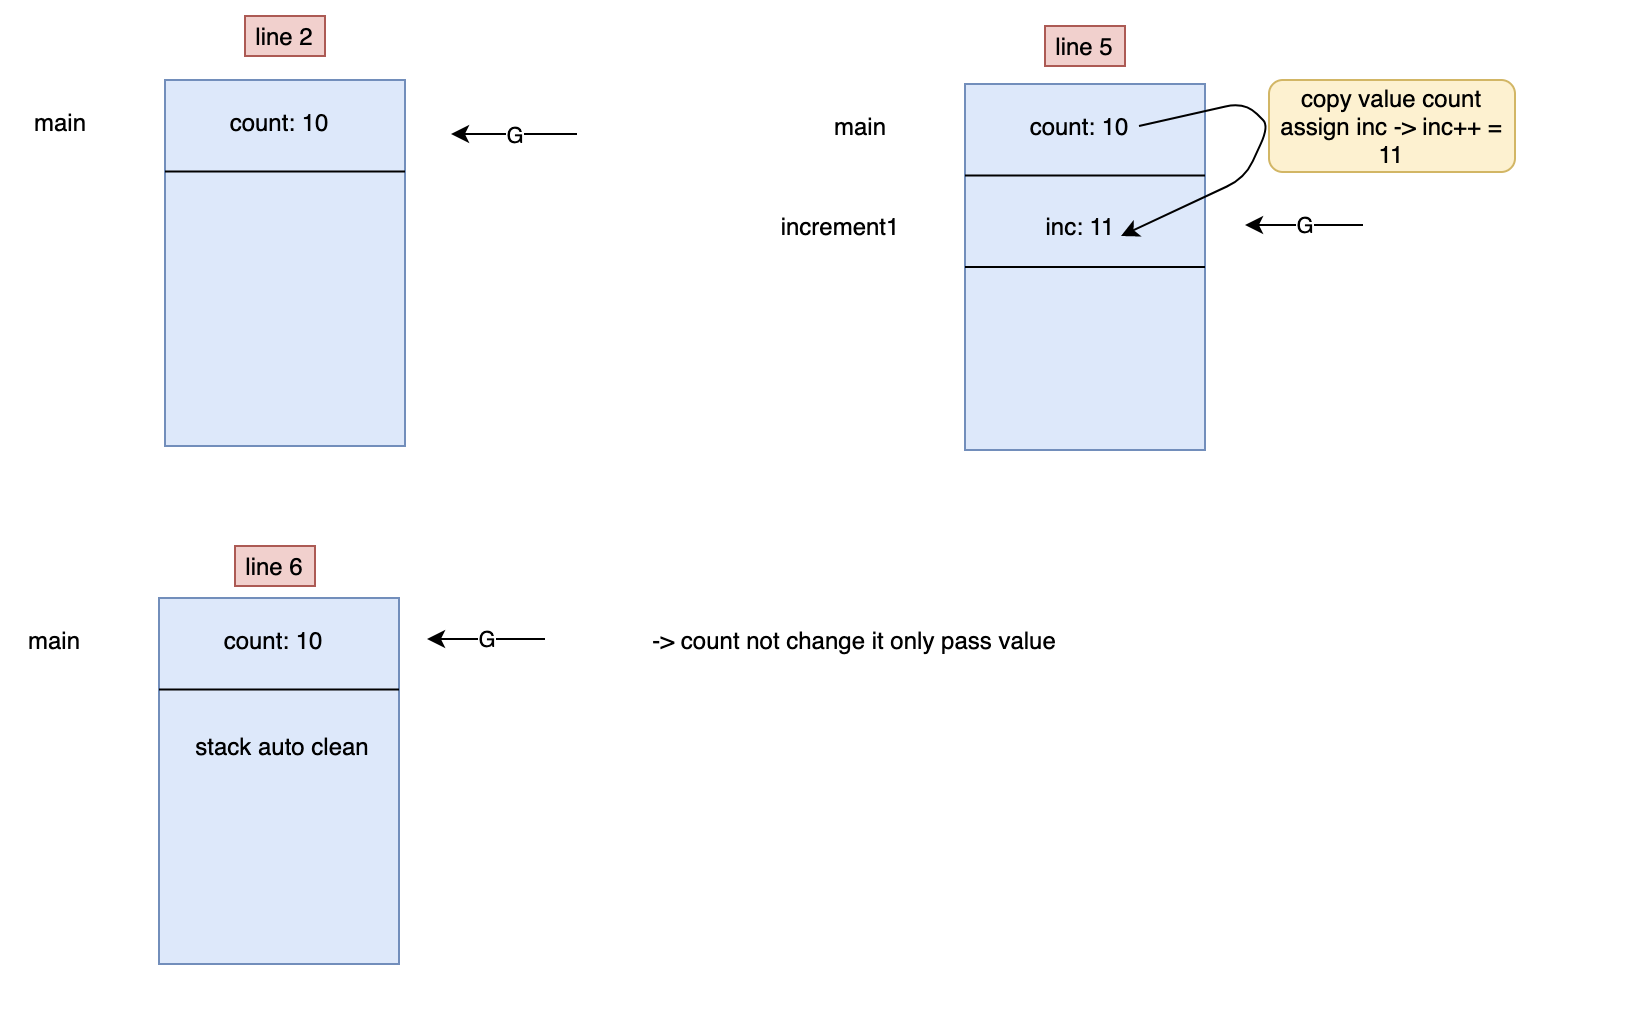 line 2
main
count: 10
G
line 5
main
count: 10
copy value count
assign inc -> inc++ =
11
increment1
inc: 11
G
line 6
main
count: 10
G
-> count not change it only pass value
stack auto clean